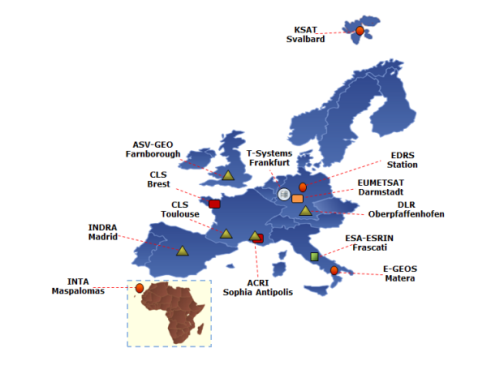 KSAT
Svalbard
ASV-GEO
Farnborough
T-Systems
Frankfurt
EDRS
Station
CLS
Brest
EUMETSAT
Darmstadt
CLS
Toulouse
DLR
Oberpfaffenhofen
INDRA
Madrid
ESA-ESRIN
Frascati
E-GEOS
Matera
INTA
Maspalomas
ACRI
Sophia Antipolis